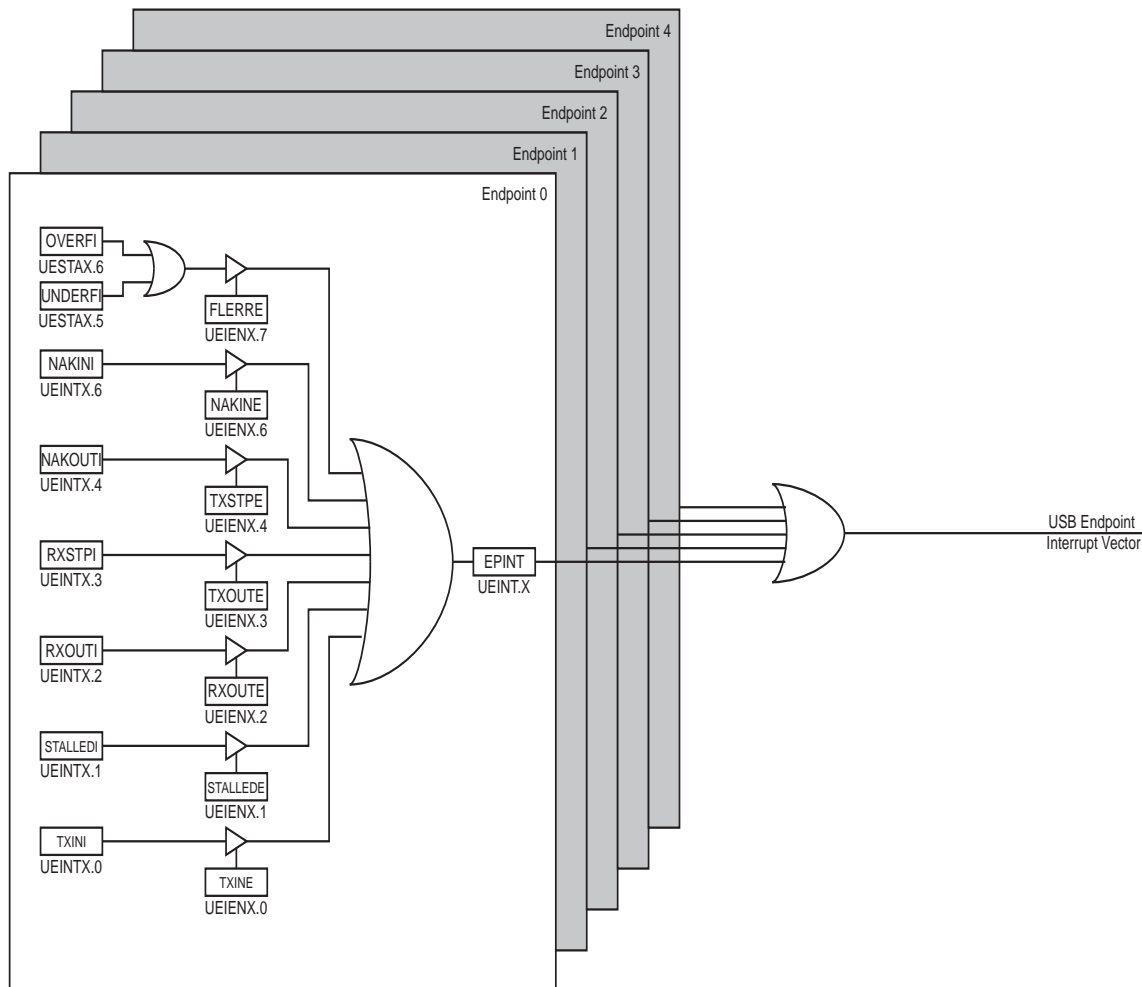 Endpoint 4
Endpoint 3
Endpoint 2
Endpoint 1
Endpoint 0
OVERFI
UESTAX.6
UNDERFI
UESTAX.5
FLERRE
UEIENX.7
NAKINI
UEINTX.6
NAKINE
UEIENX.6
NAKOUTI
UEINTX.4
TXSTPE
UEIENX.4
RXSTPI
UEINTX.3
TXOUTE
UEIENX.3
RXOUTI
UEINTX.2
RXOUTE
UEIENX.2
STALLEDI
UEINTX.1
STALLEDE
UEIENX.1
TXINI
UEINTX.0
TXINE
UEIENX.0
EPINT
UEINT.X
USB Endpoint
Interrupt Vector